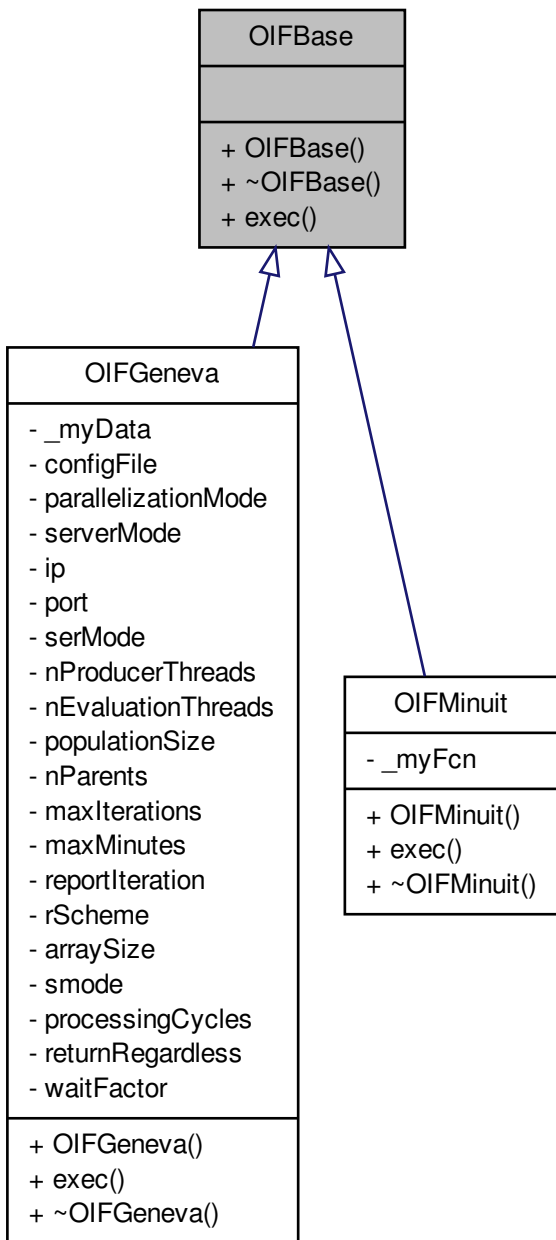 OIFBase
+ OIFBase()
+ ~OIFBase()
+ exec()
OIFGeneva
- _myData
- configFile
- parallelizationMode
- serverMode
- ip
- port
- serMode
- nProducerThreads
- nEvaluationThreads
- populationSize
- nParents
- maxIterations
- maxMinutes
- reportIteration
- rScheme
- arraySize
- smode
- processingCycles
- returnRegardless
- waitFactor
+ OIFGeneva()
+ exec()
+ ~OIFGeneva()
OIFMinuit
- _myFcn
+ OIFMinuit()
+ exec()
+ ~OIFMinuit()